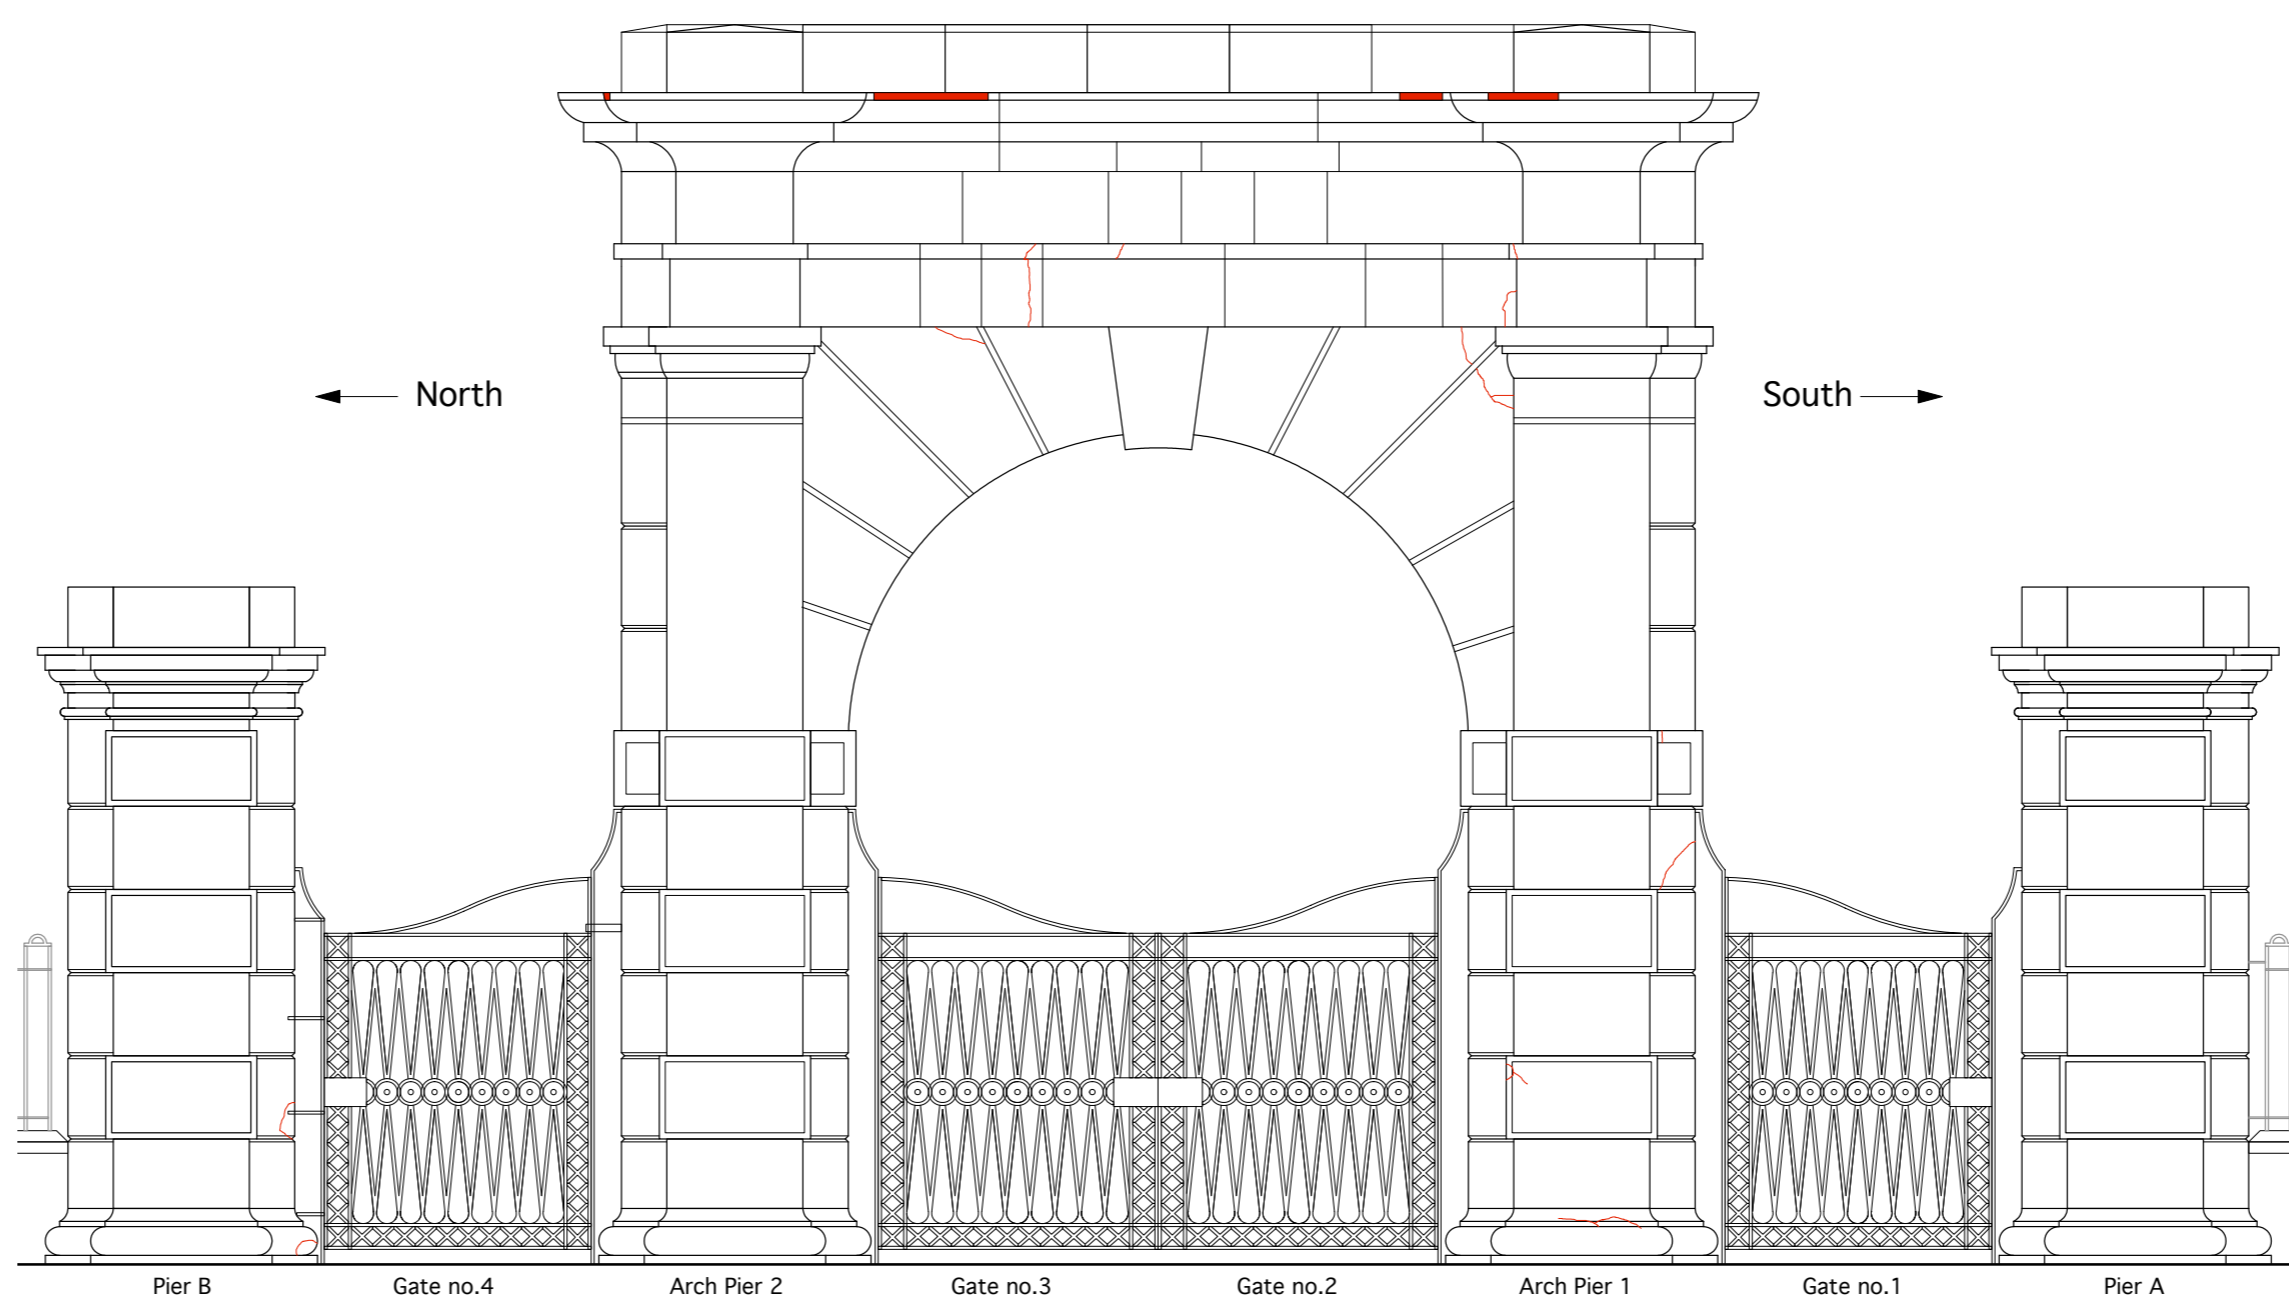 North
South
Pier B
Gate no.4
Arch Pier 2
Gate no.3
Gate no.2
Arch Pier 1
Gate no.1
Pier A